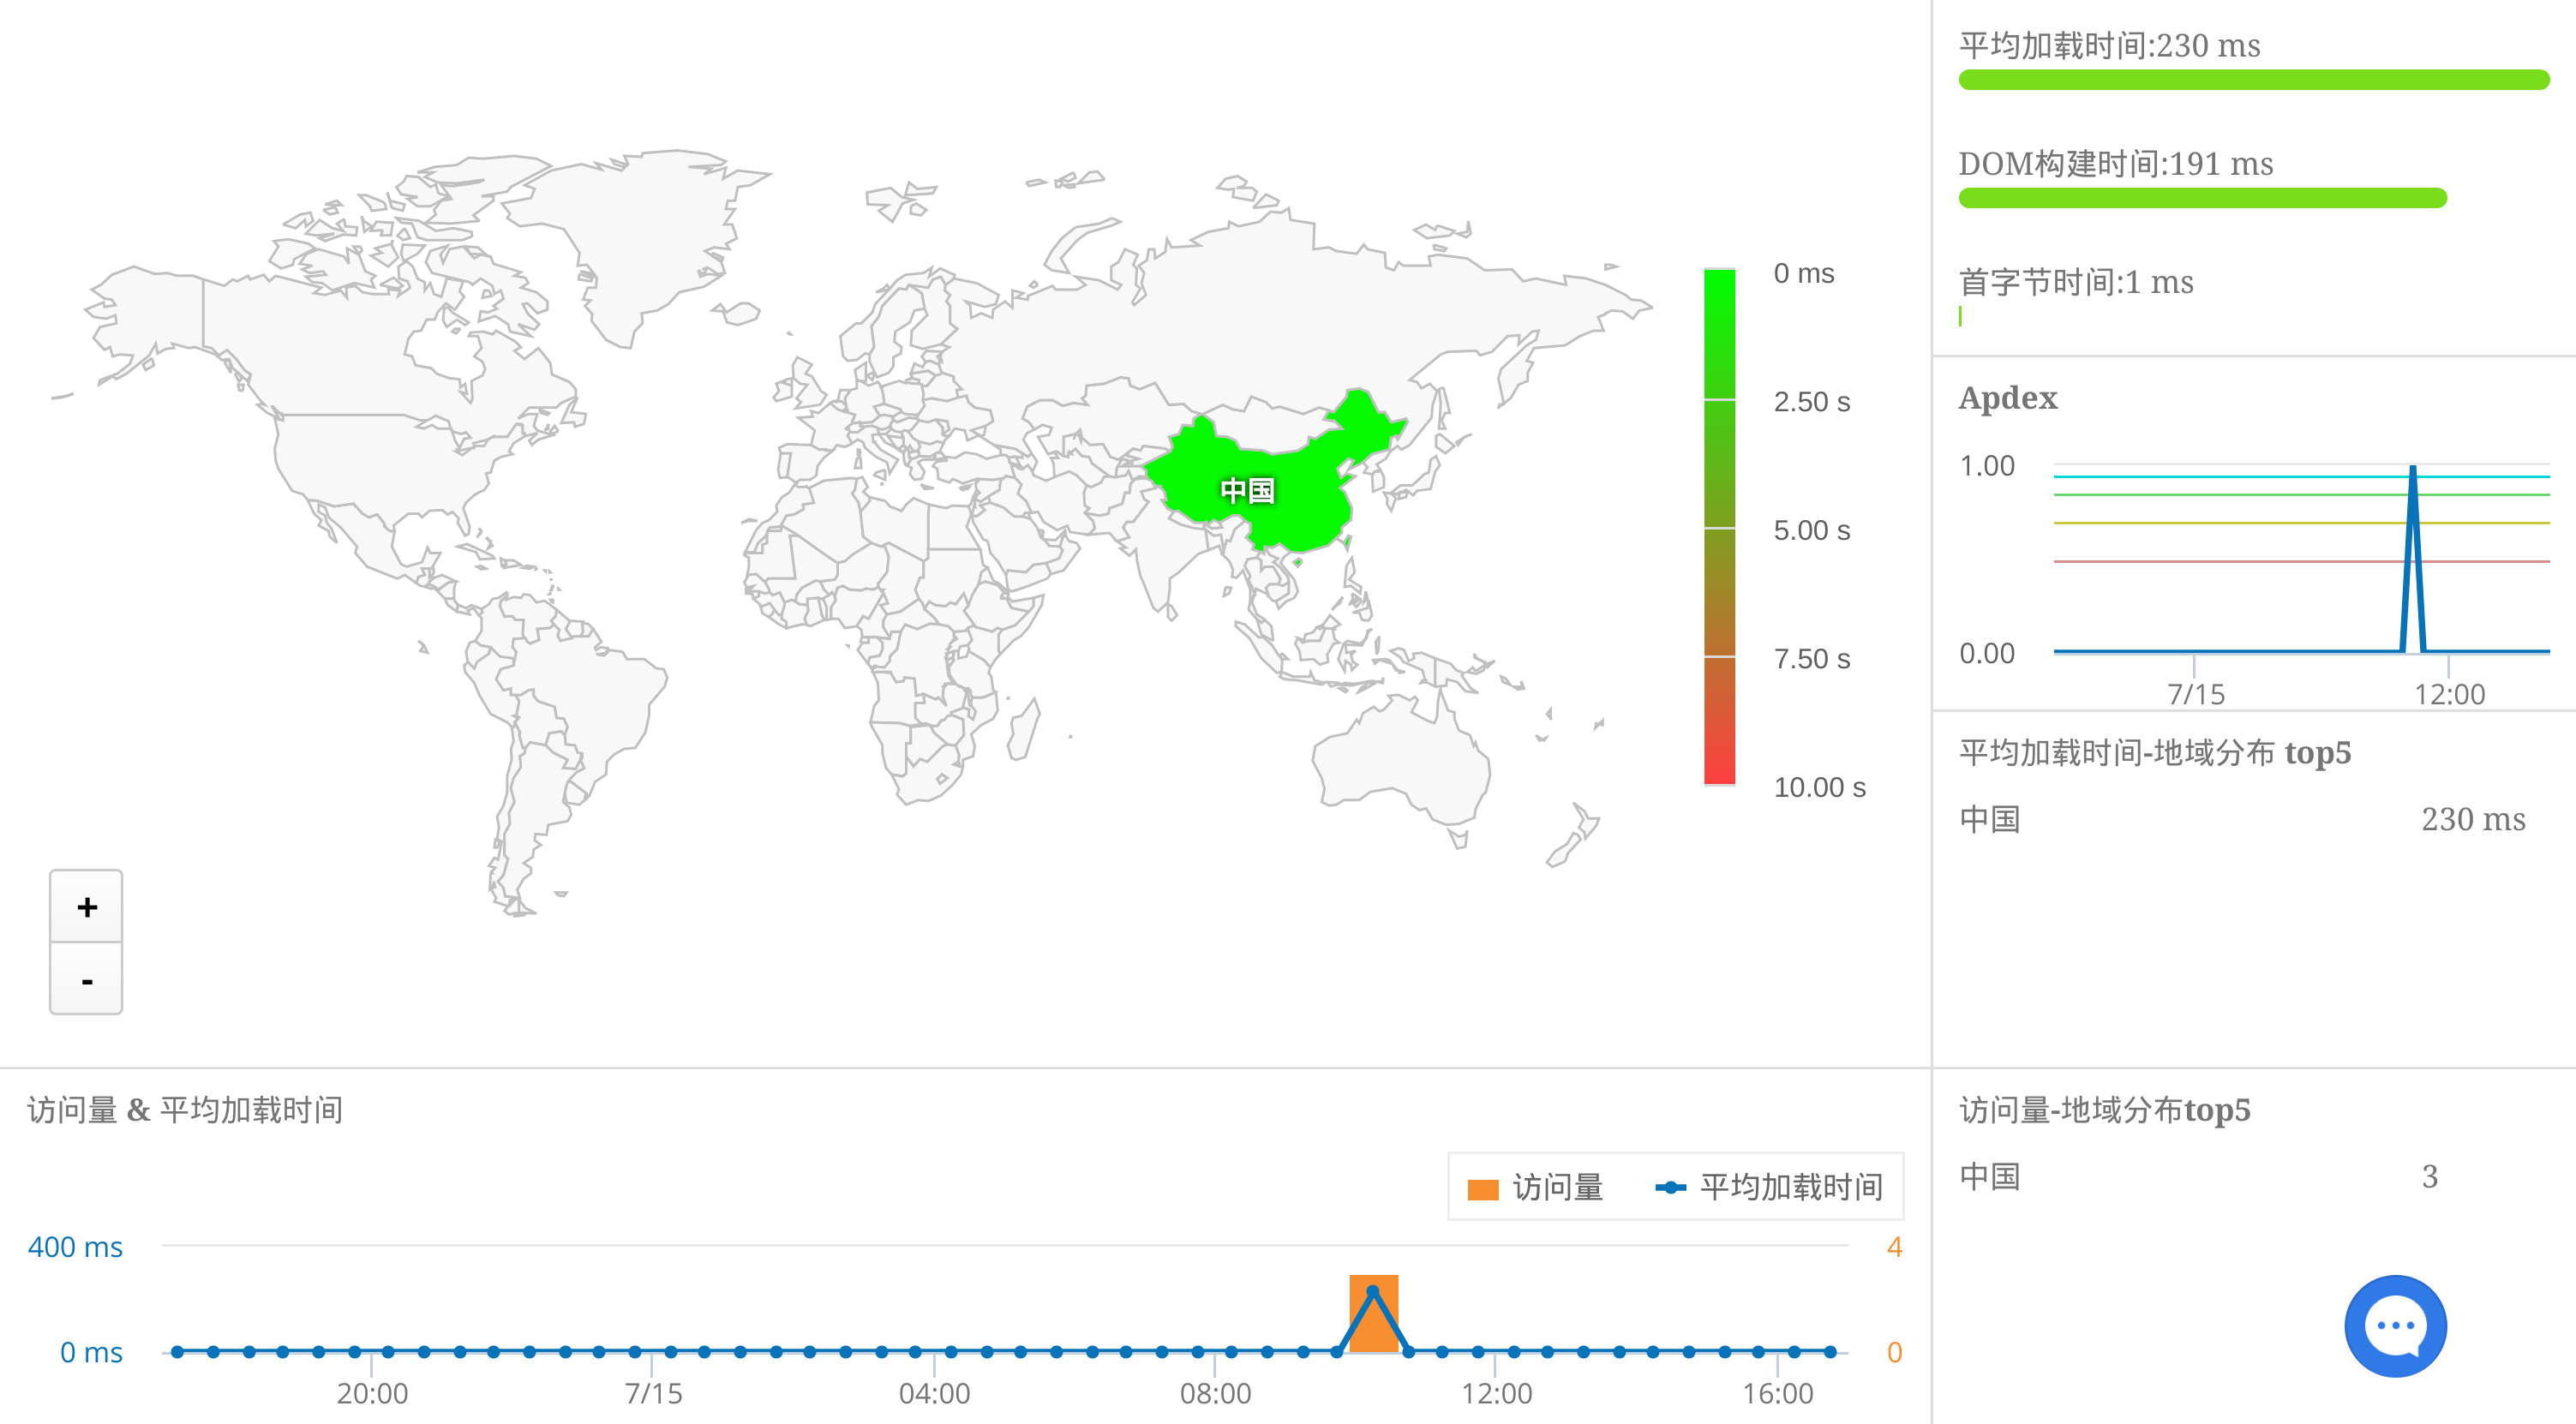 中国
0 ms
2.50 s
5.00 s
7.50 s
10.00 s
+
-
平均加载时间:230 ms
DOM构建时间:191 ms
首字节时间:1 ms
Apdex
1.00
0.00
7/15 12:00
平均加载时间-地域分布 top5
中国 230 ms
访问量 & 平均加载时间
访问量 平均加载时间
400 ms 4
0 ms 0
20:00 7/15 04:00 08:00 12:00 16:00
访问量-地域分布top5
中国 3